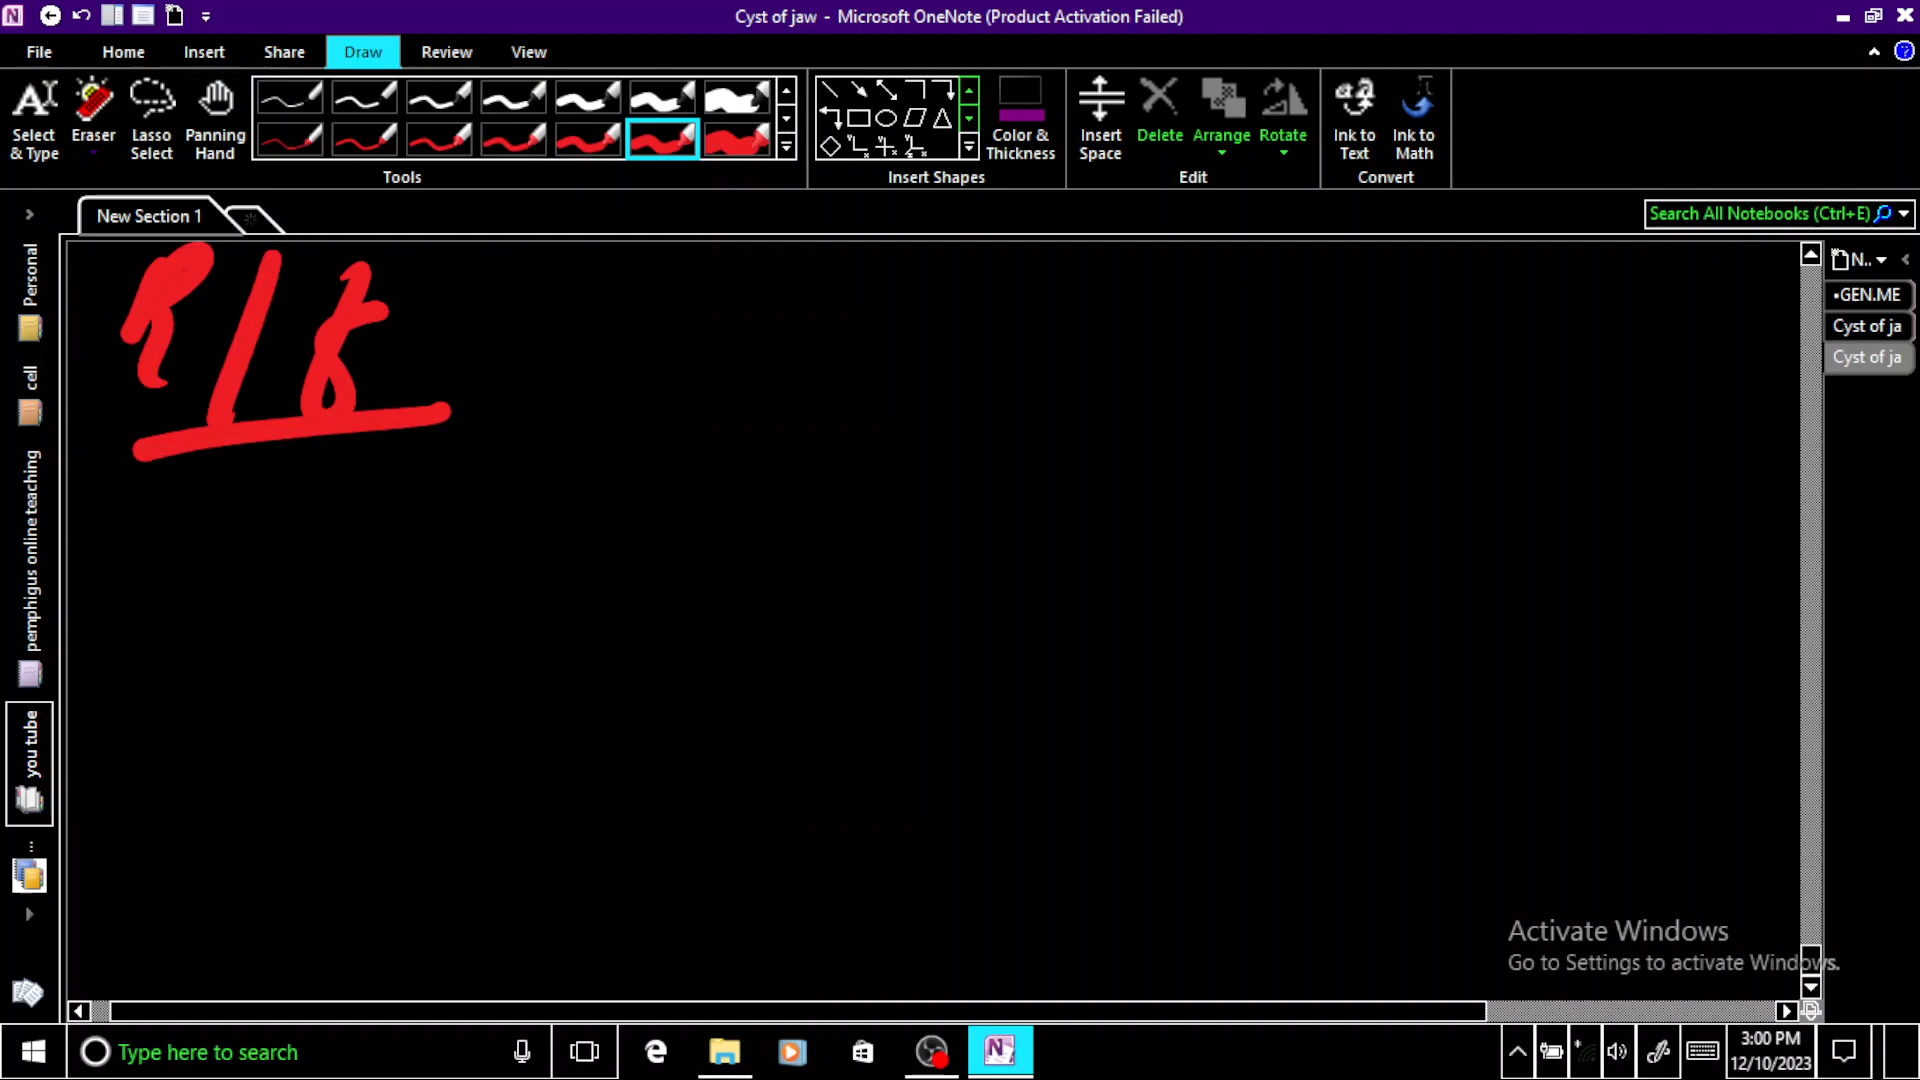 Cyst of jaw - Microsoft OneNote (Product Activation Failed)
File Home Insert Share Draw Review View
Select & Type
Eraser
Lasso Select
Panning Hand
Color & Thickness
Insert Space
Delete
Arrange
Rotate
Ink to Text
Ink to Math
Tools
Insert Shapes
Edit
Convert
New Section 1
Search All Notebooks (Ctrl+E)
Personal
cell
pemphigus online teaching
you tube
N..
•GEN.ME
Cyst of ja
Cyst of ja
R/f
Activate Windows
Go to Settings to activate Windows.
Type here to search
3:00 PM
12/10/2023